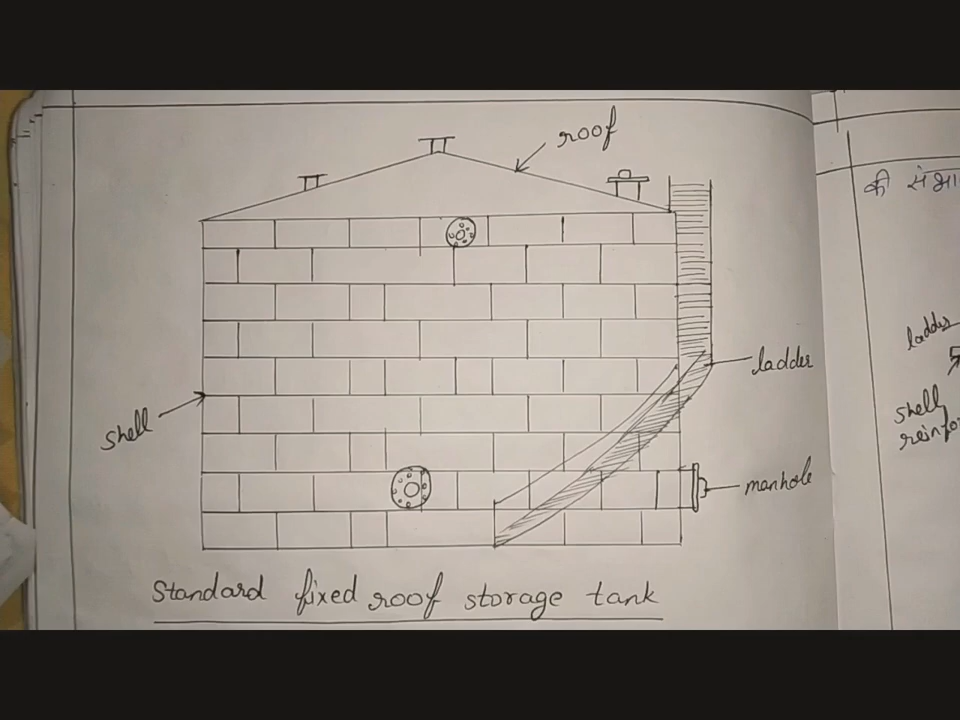 roof
की संभा
ladder
ladder
shell
shell
manhole
Standard fixed roof storage tank